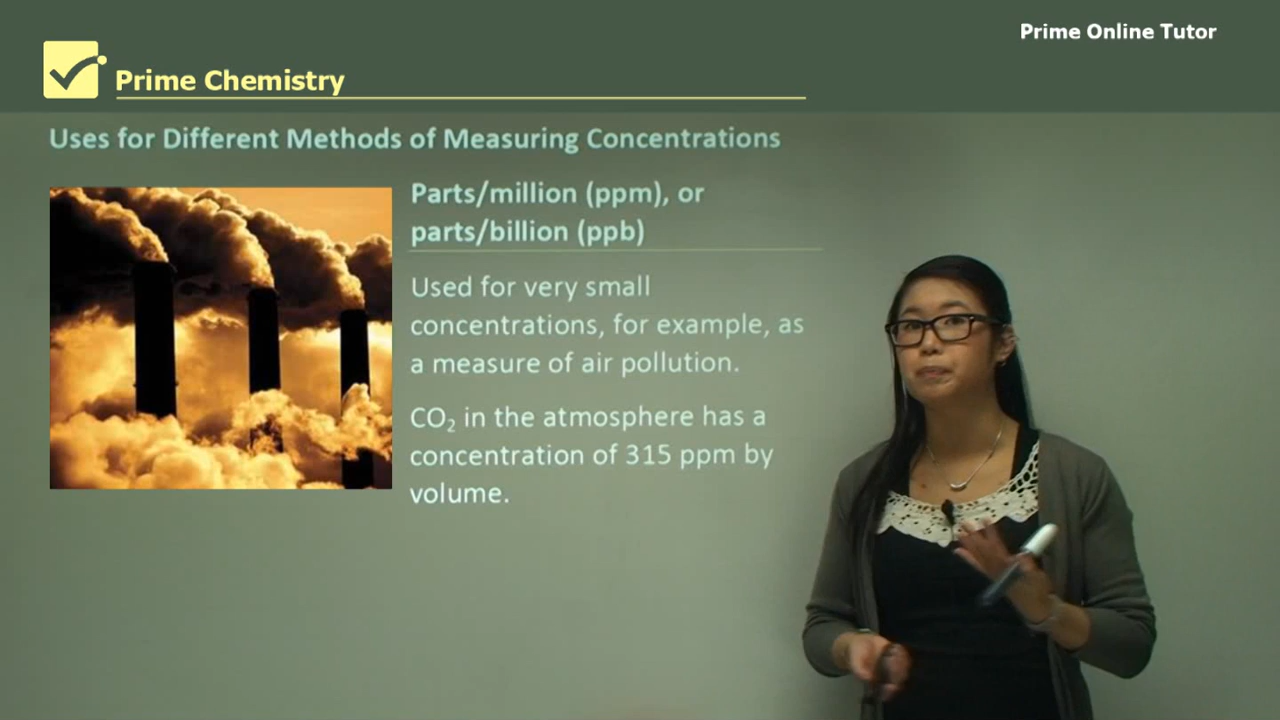 Prime Online Tutor
Prime Chemistry
Uses for Different Methods of Measuring Concentrations
Parts/million (ppm), or
parts/billion (ppb)
Used for very small
concentrations, for example, as
a measure of air pollution.
CO₂ in the atmosphere has a
concentration of 315 ppm by
volume.